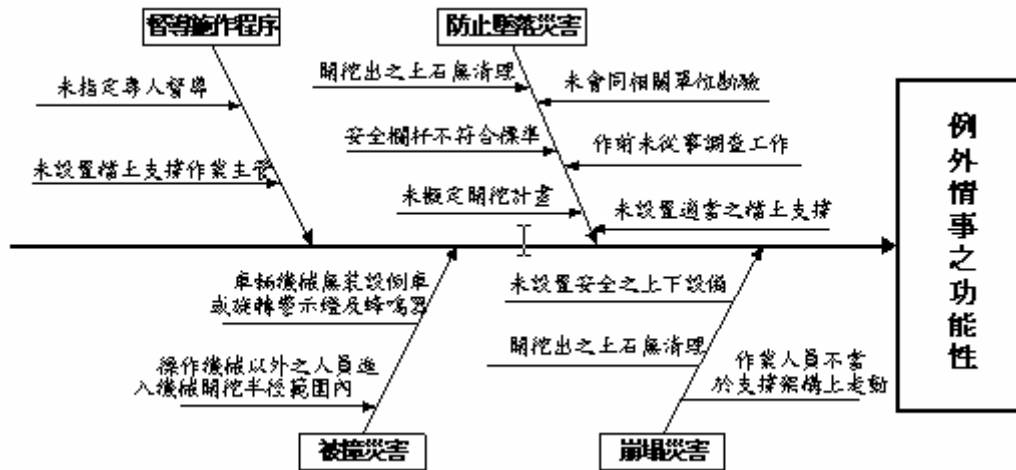 督導施作程序
防止墜落災害
未指定專人督導
未設置擋土支撐作業主管
開挖出之土石無清理
安全欄杆不符合標準
未擬定開挖計畫
未會同相關單位勘驗
作前未從事調查工作
未設置適當之擋土支撐
例外情事之功能性
車輛機械無裝設倒車
或旋轉警示燈及蜂鳴器
操作機械以外之人員進
入機械開挖半徑範圍內
未設置安全之上下設備
開挖出之土石無清理
作業人員不當
於支撐架構上走動
被撞災害
崩塌災害